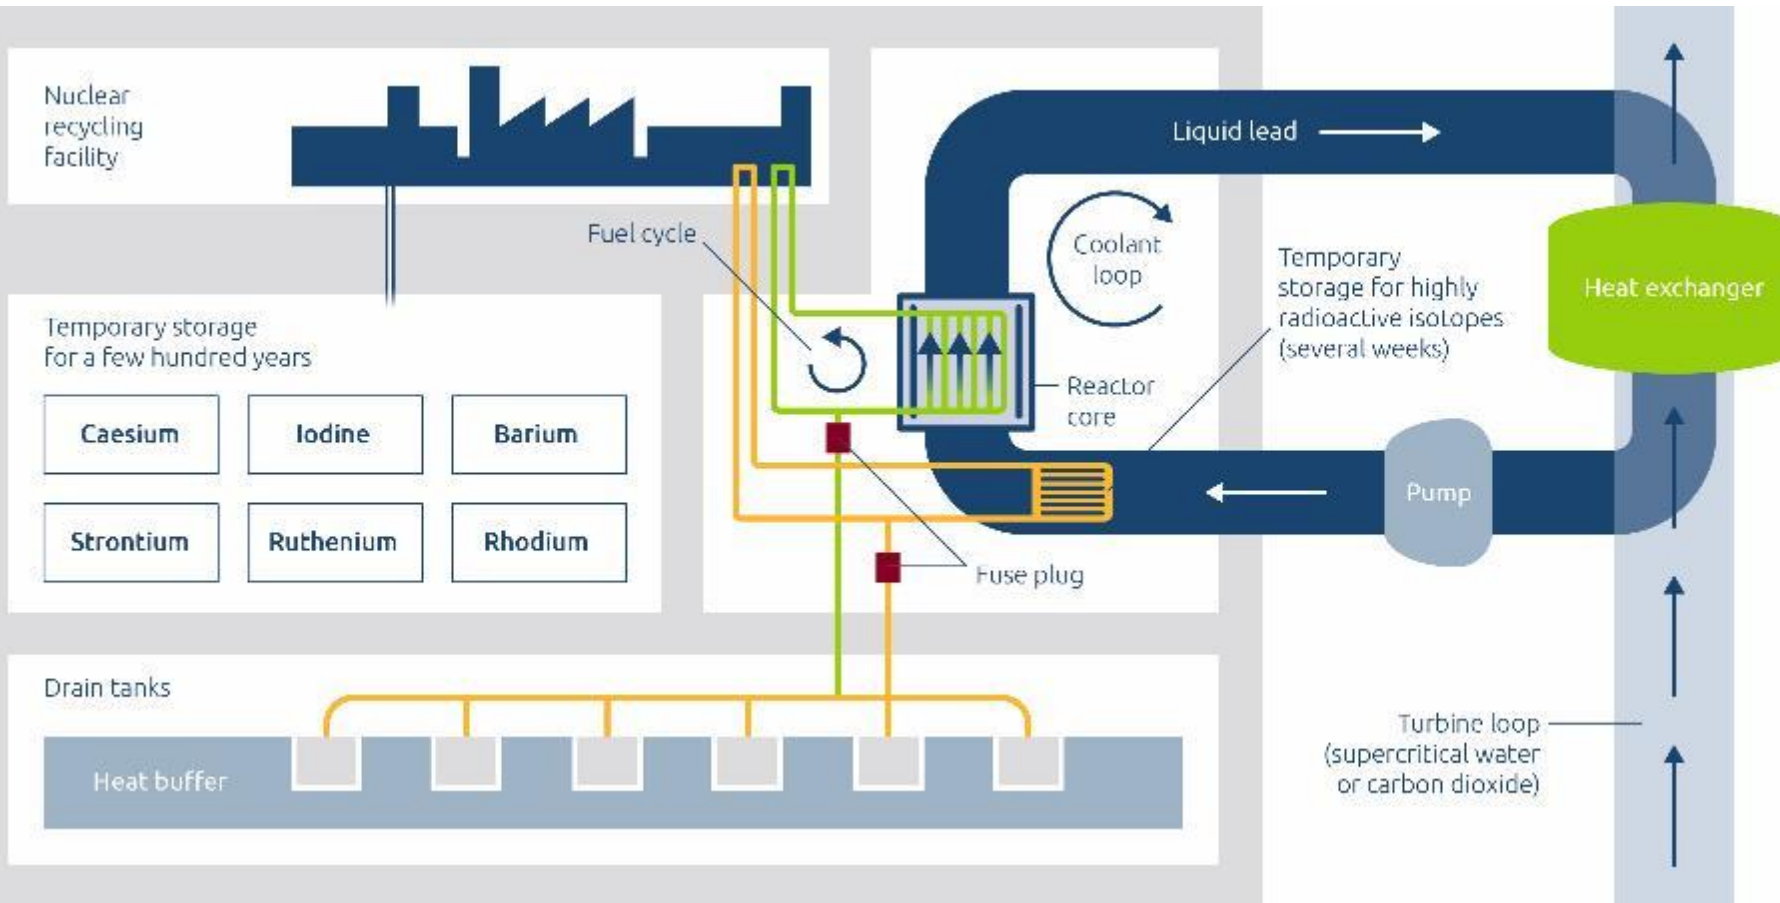 Nuclear
recycling
facility
Liquid lead
Fuel cycle
Coolant
loop
Temporary
storage for highly
radioactive isotopes
(several weeks)
Heat exchanger
Temporary storage
for a few hundred years
Reactor
core
Caesium
Iodine
Barium
Pump
Strontium
Ruthenium
Rhodium
Fuse plug
Drain tanks
Turbine loop
(supercritical water
or carbon dioxide)
Heat buffer